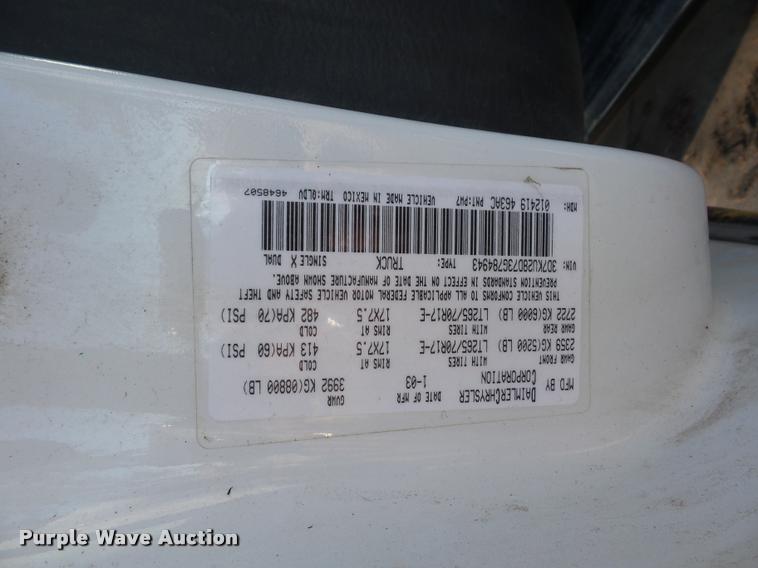 MFD BY DAIMLERCHRYSLER CORPORATION
DATE OF MFR 1-03
GVWR 3992 KG(08800 LB)
GAWR FRONT WITH TIRES RIMS AT COLD
2359 KG(5200 LB) LT265/70R17-E 17X7.5 413 KPA(60 PSI)
GAWR REAR WITH TIRES RIMS AT COLD
2722 KG(6000 LB) LT265/70R17-E 17X7.5 482 KPA(70 PSI)
THIS VEHICLE CONFORMS TO ALL APPLICABLE FEDERAL MOTOR VEHICLE SAFETY AND THEFT
PREVENTION STANDARDS IN EFFECT ON THE DATE OF MANUFACTURE SHOWN ABOVE.
VIN: 3D7KU28D73G784943 TYPE: TRUCK SINGLE X DUAL
MDH: 012419 463AC PNT:PW7 VEHICLE MADE IN MEXICO TRM:QLDV 4648507
Purple Wave Auction